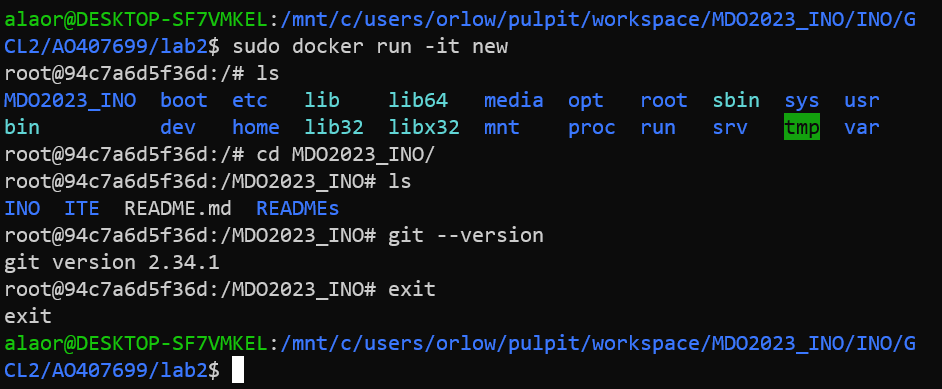 alaor@DESKTOP-SF7VMKEL:/mnt/c/users/orlow/pulpit/workspace/MDO2023_INO/INO/G
CL2/AO407699/lab2$ sudo docker run -it new
root@94c7a6d5f36d:/# ls
MDO2023_INO  boot  etc   lib    lib64   media  opt   root  sbin  sys  usr
bin          dev   home  lib32  libx32  mnt    proc  run   srv   tmp  var
root@94c7a6d5f36d:/# cd MDO2023_INO/
root@94c7a6d5f36d:/MDO2023_INO# ls
INO  ITE  README.md  READMEs
root@94c7a6d5f36d:/MDO2023_INO# git --version
git version 2.34.1
root@94c7a6d5f36d:/MDO2023_INO# exit
exit
alaor@DESKTOP-SF7VMKEL:/mnt/c/users/orlow/pulpit/workspace/MDO2023_INO/INO/G
CL2/AO407699/lab2$